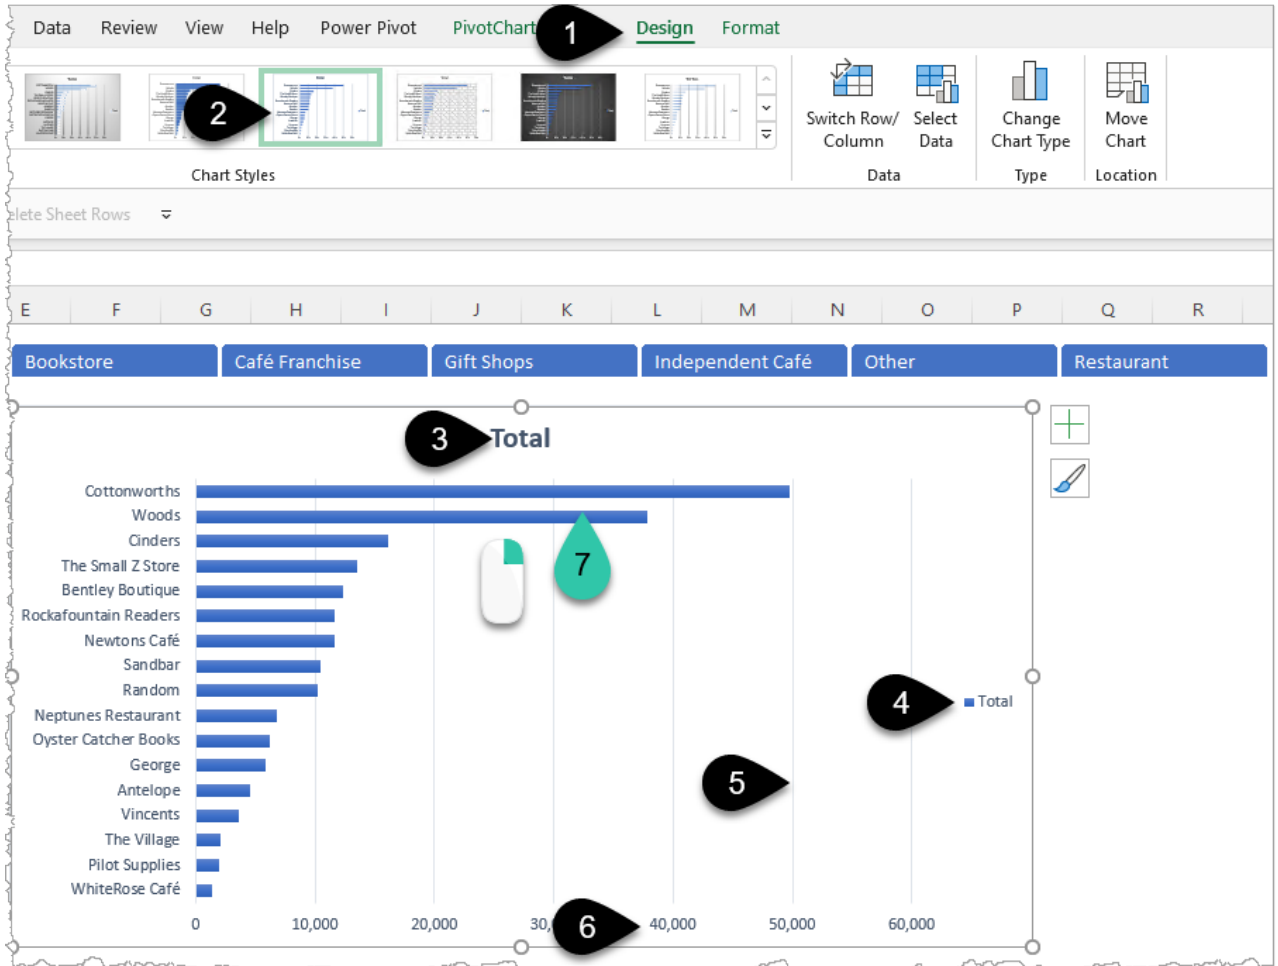 Data Review View Help Power Pivot PivotChart 1 Design Format
2
Switch Row/ Column
Select Data
Change Chart Type
Move Chart
Chart Styles Data Type Location
elete Sheet Rows
E F G H I J K L M N O P Q R
Bookstore Café Franchise Gift Shops Independent Café Other Restaurant
3 Total
Cottonworths
Woods
Cinders
The Small Z Store
7
Bentley Boutique
Rockafountain Readers
Newtons Café
Sandbar
Random
4 Total
Neptunes Restaurant
Oyster Catcher Books
George
5
Antelope
Vincents
The Village
Pilot Supplies
WhiteRose Café
0 10,000 20,000 30, 6 40,000 50,000 60,000